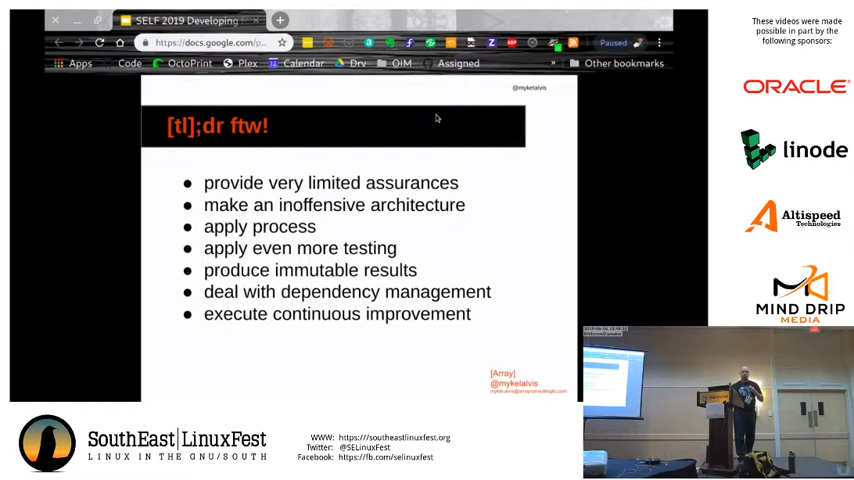 SELF 2019 Developing
https://docs.google.com/p...
Paused
Apps
Code
OctoPrint
Plex
Calendar
Drv
OIM
Assigned
»
Other bookmarks
@mykelalvis
[tl];dr ftw!
● provide very limited assurances
● make an inoffensive architecture
● apply process
● apply even more testing
● produce immutable results
● deal with dependency management
● execute continuous improvement
[Array]
@mykelalvis
These videos were made
possible in part by the
following sponsors:
ORACLE
linode
Altispeed
Technologies
MIND DRIP
MEDIA
SouthEast|LinuxFest
LINUX IN THE GNU/SOUTH
WWW: https://southeastlinuxfest.org
Twitter: @SELinuxFest
Facebook: https://fb.com/selinuxfest